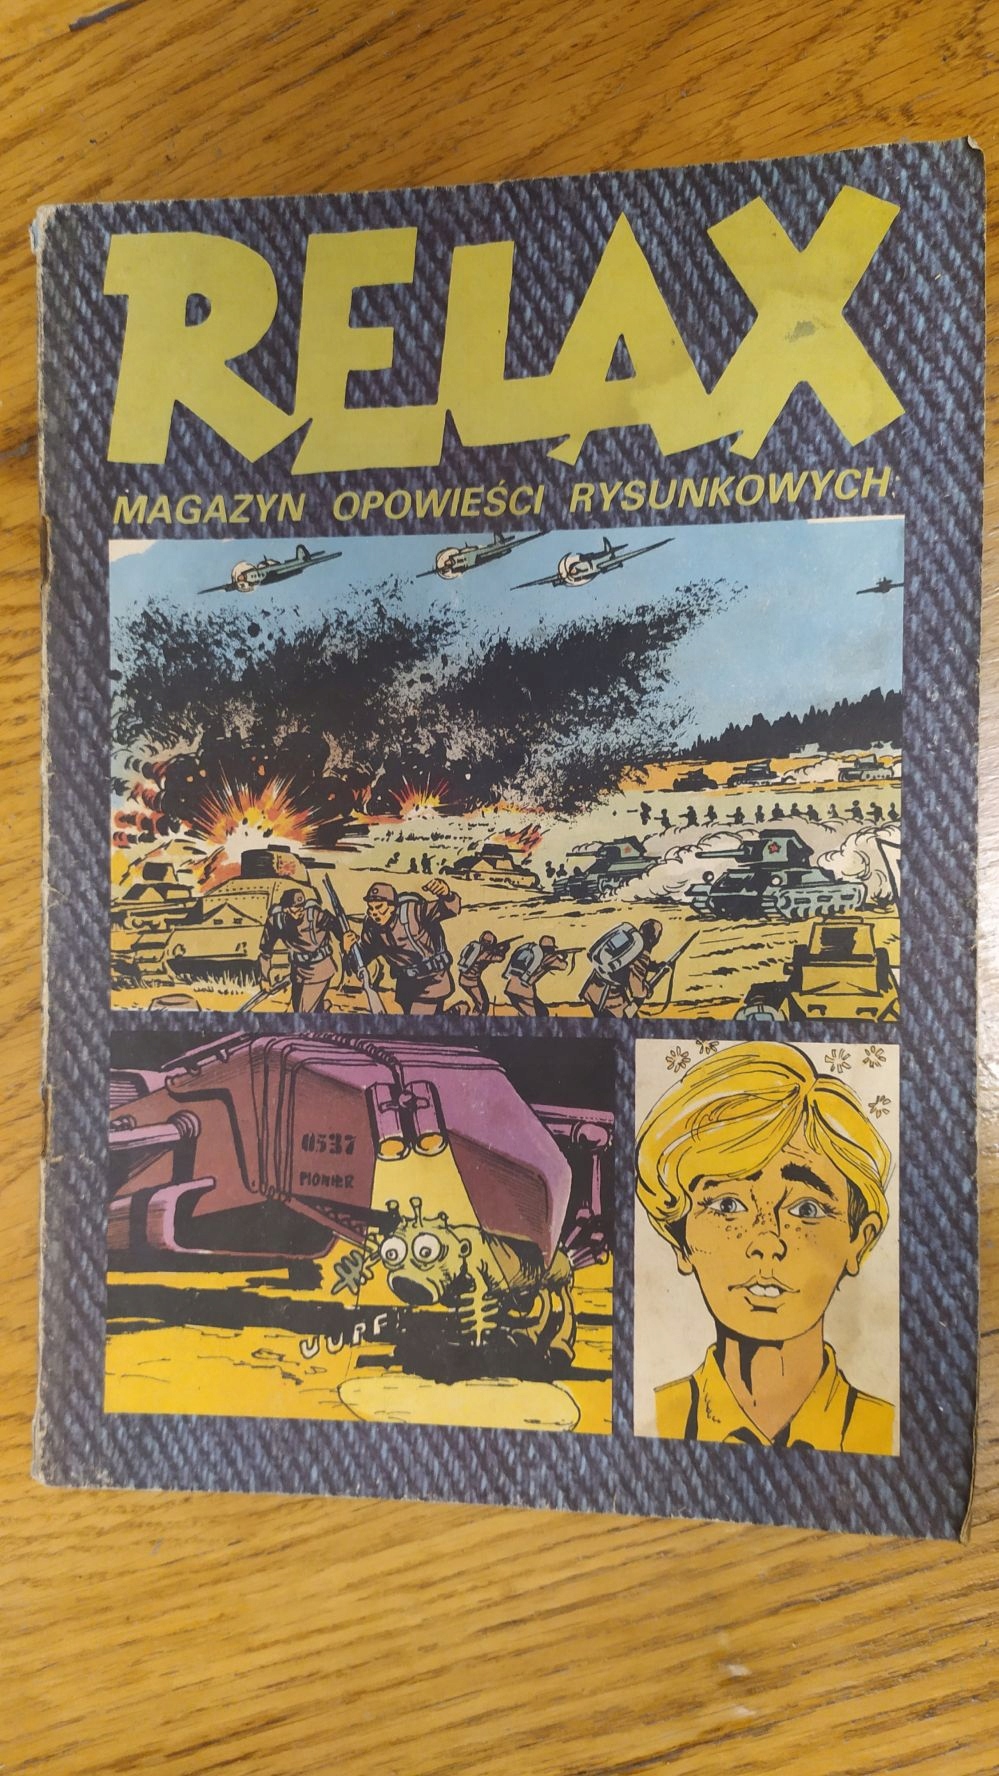 RELAX
MAGAZYN OPOWIEŚCI RYSUNKOWYCH
0537
PIONIER
UURF